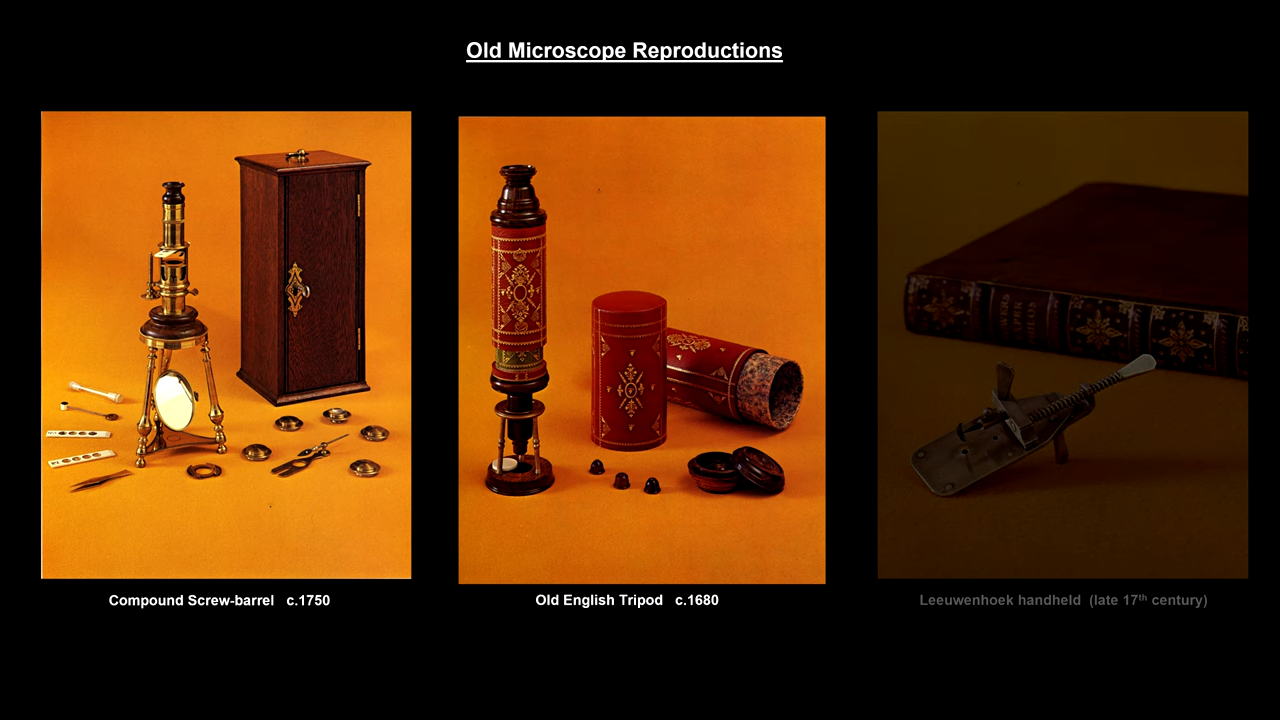 Old Microscope Reproductions
Compound Screw-barrel c.1750
Old English Tripod c.1680
Leeuwenhoek handheld (late 17th century)